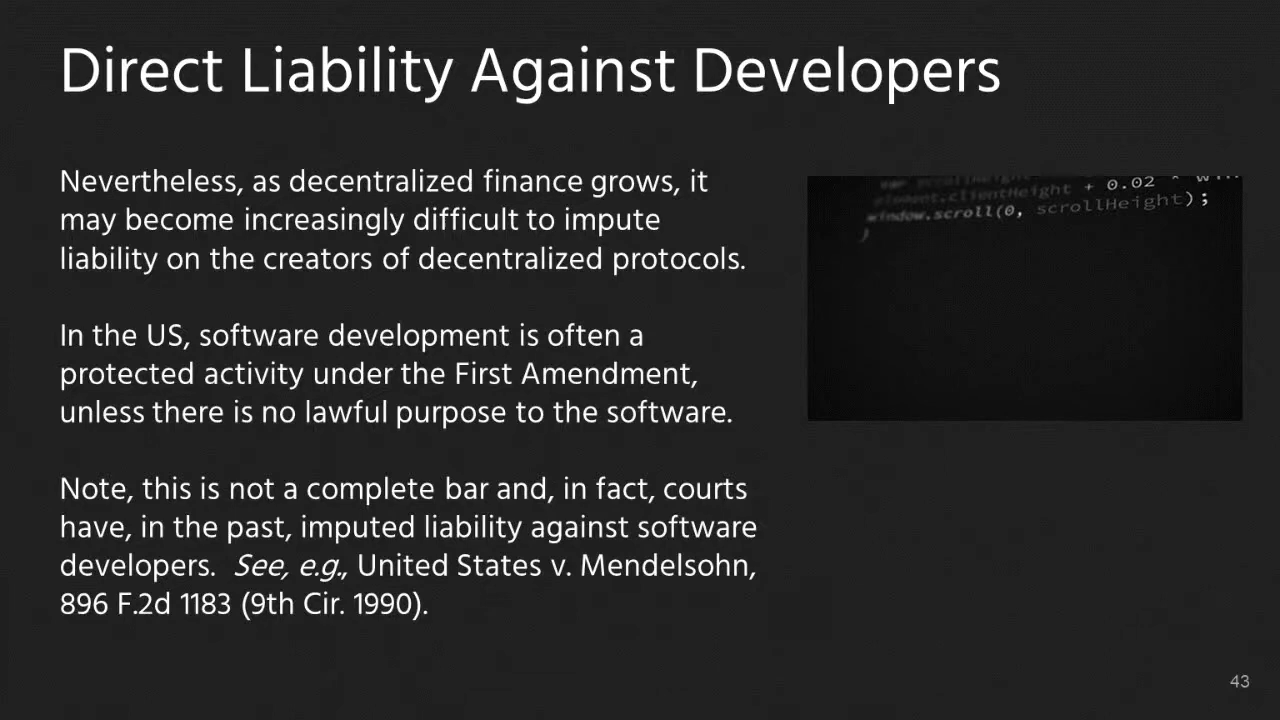 Direct Liability Against Developers
Nevertheless, as decentralized finance grows, it
may become increasingly difficult to impute
liability on the creators of decentralized protocols.
In the US, software development is often a
protected activity under the First Amendment,
unless there is no lawful purpose to the software.
Note, this is not a complete bar and, in fact, courts
have, in the past, imputed liability against software
developers.  See, e.g., United States v. Mendelsohn,
896 F.2d 1183 (9th Cir. 1990).
element.clientHeight + 0.02 *
window.scroll(0, scrollHeight);
}
43